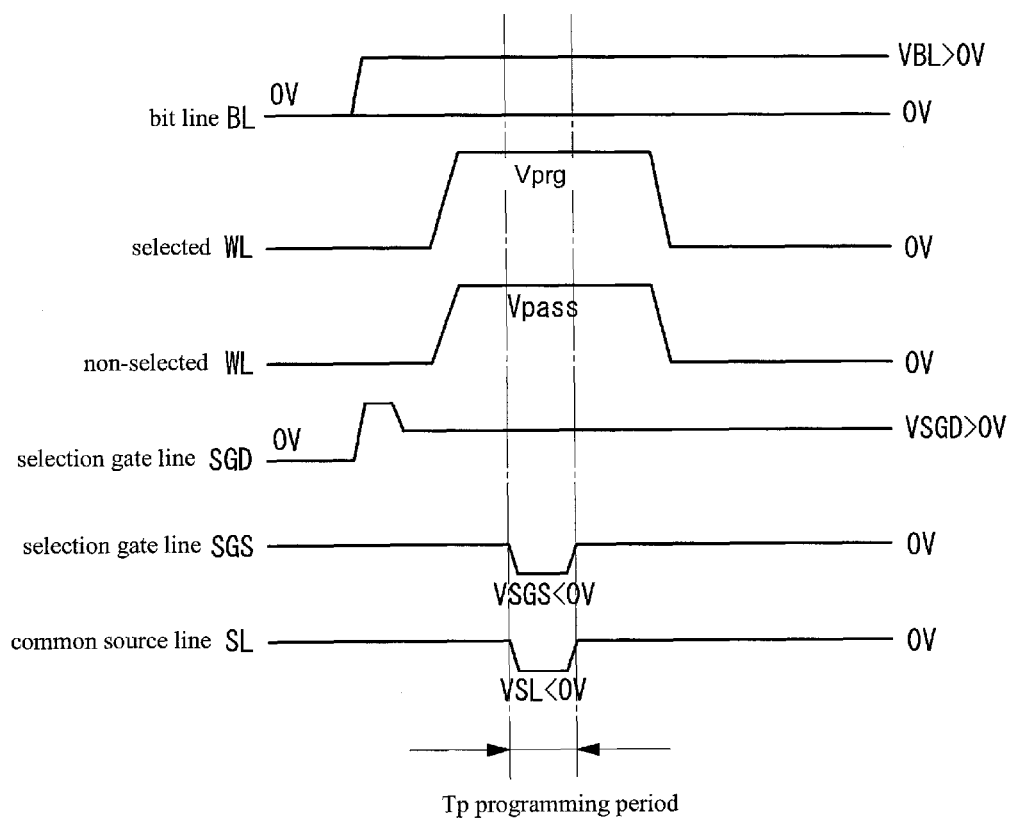 VBL>0V
0V
bit line BL
0V
Vprg
selected WL
0V
Vpass
non-selected WL
0V
0V
VSGD>0V
selection gate line SGD
selection gate line SGS
0V
VSGS<0V
common source line SL
0V
VSL<0V
Tp programming period